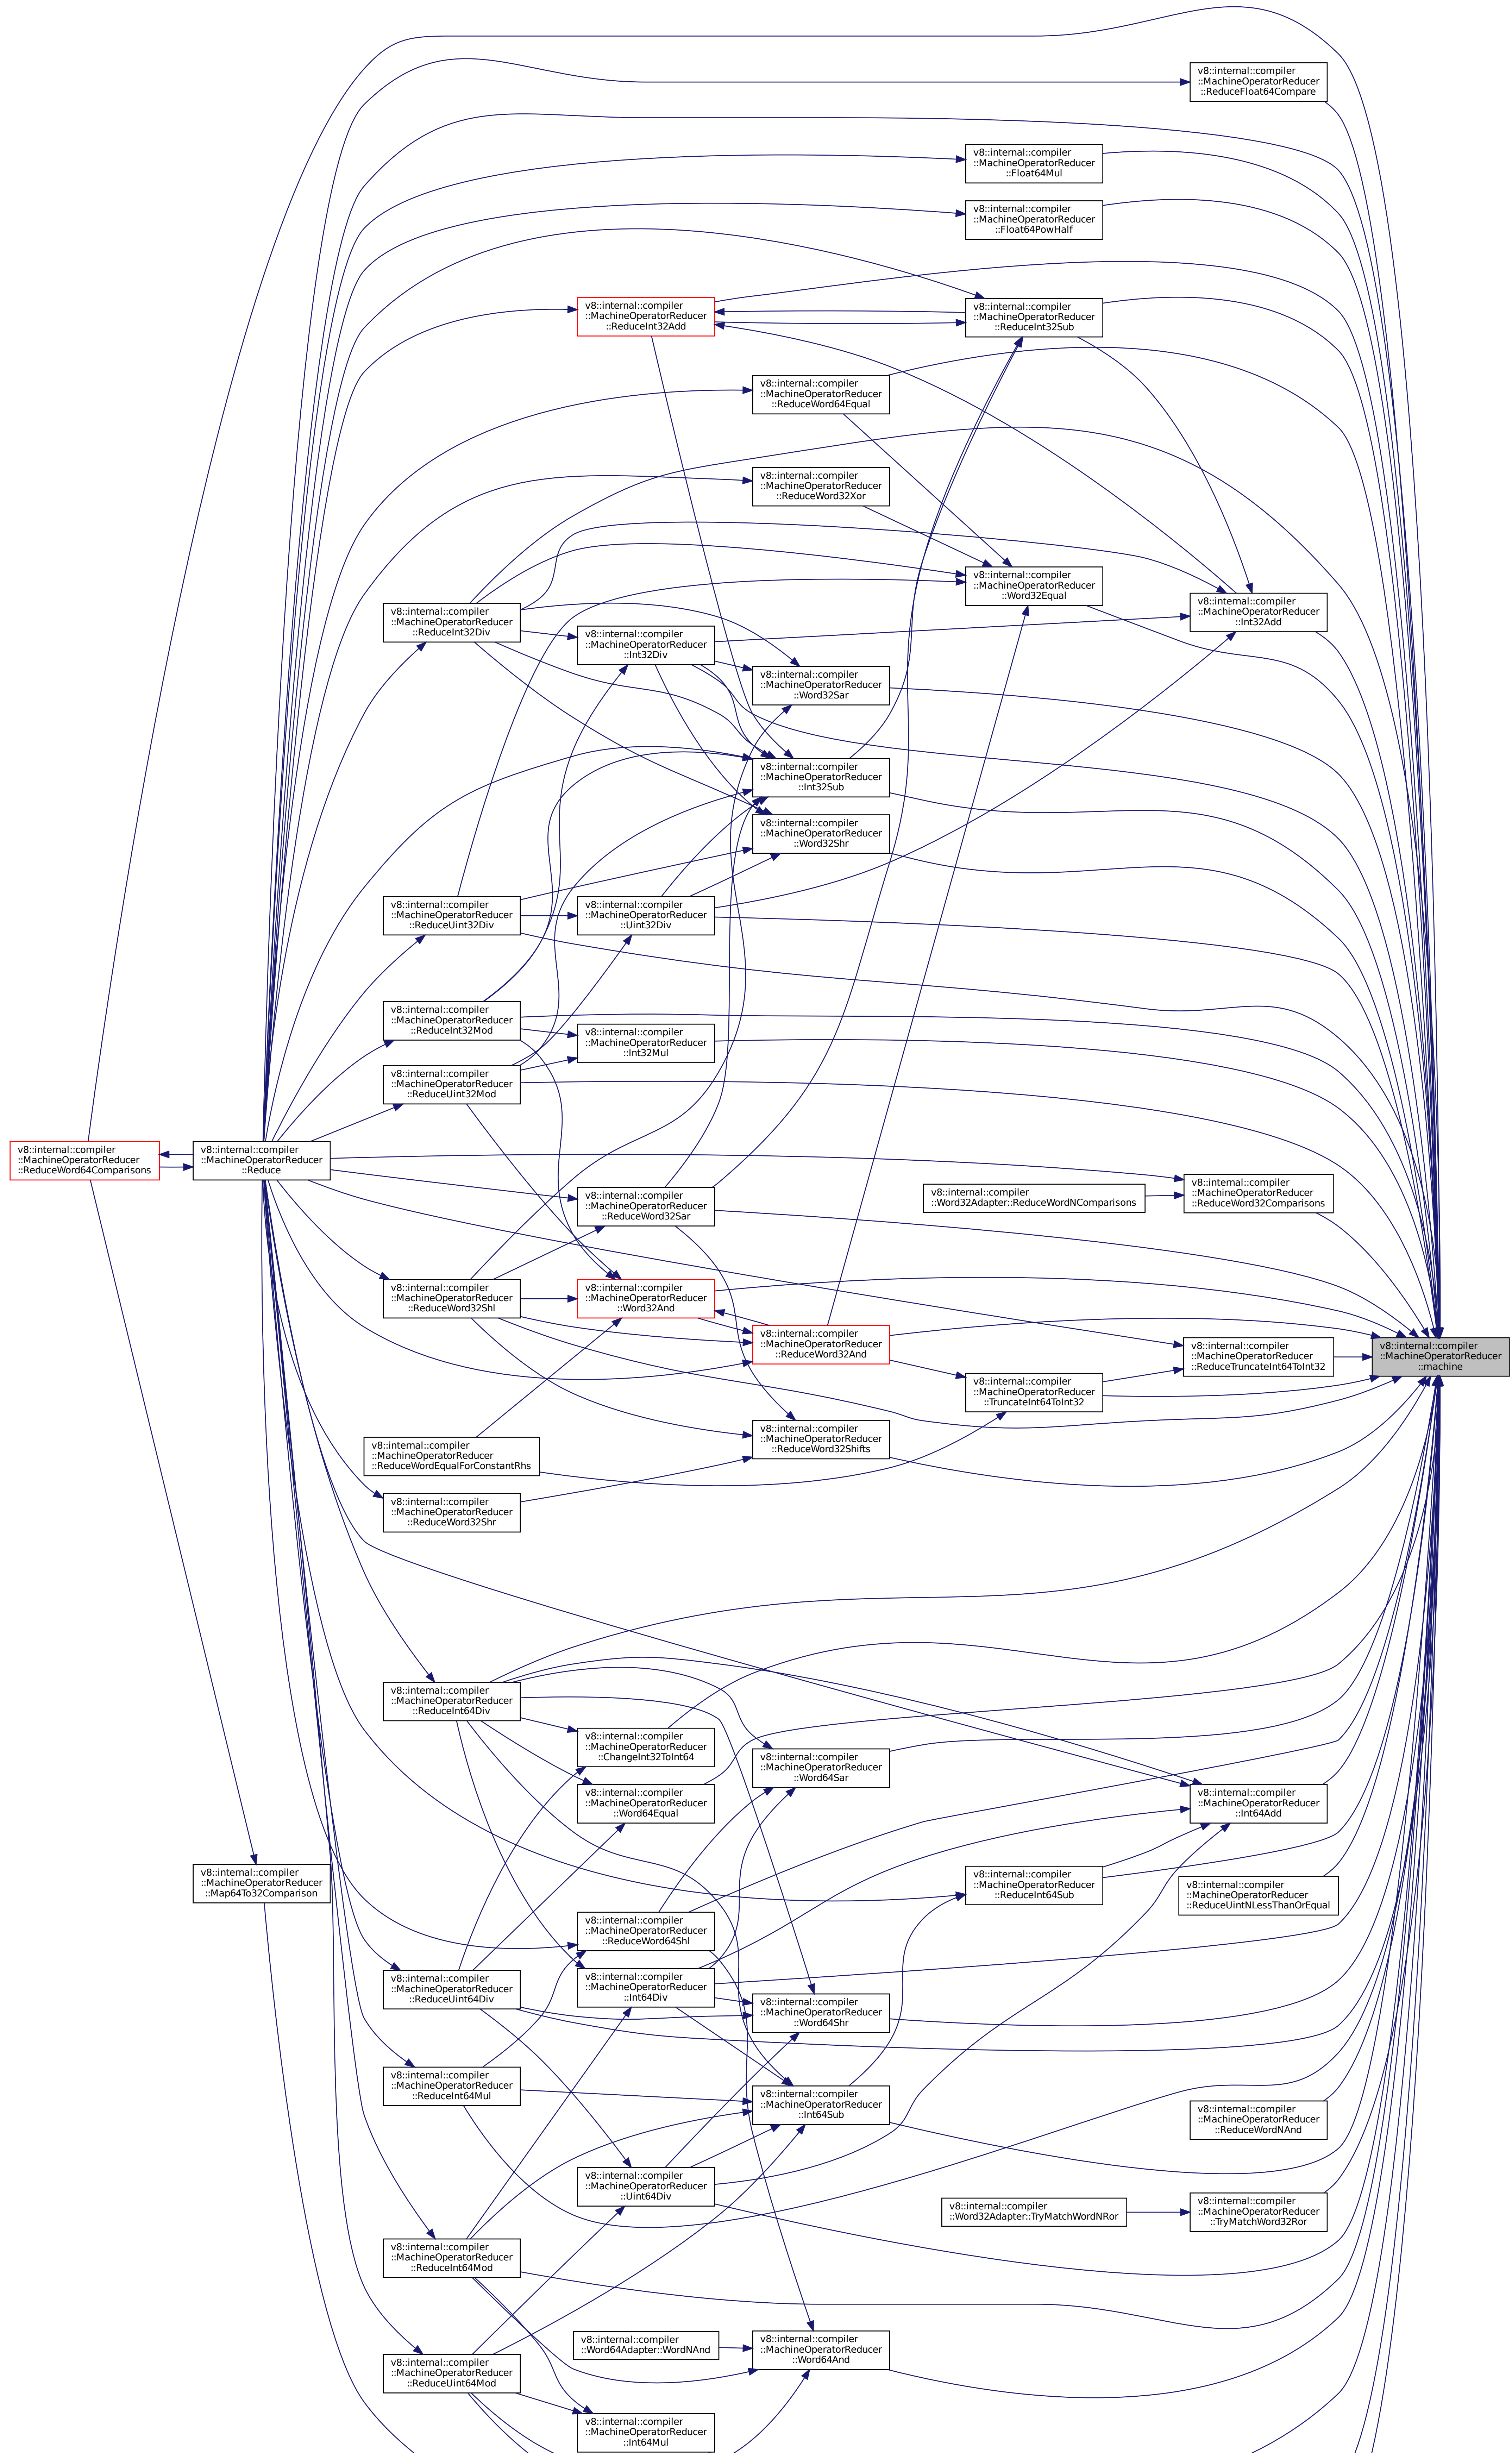 v8::internal::compiler
::MachineOperatorReducer
::ReduceFloat64Compare
v8::internal::compiler
::MachineOperatorReducer
::Float64Mul
v8::internal::compiler
::MachineOperatorReducer
::Float64PowHalf
v8::internal::compiler
::MachineOperatorReducer
::ReduceInt32Add
v8::internal::compiler
::MachineOperatorReducer
::ReduceInt32Sub
v8::internal::compiler
::MachineOperatorReducer
::ReduceWord64Equal
v8::internal::compiler
::MachineOperatorReducer
::ReduceWord32Xor
v8::internal::compiler
::MachineOperatorReducer
::Word32Equal
v8::internal::compiler
::MachineOperatorReducer
::Int32Add
v8::internal::compiler
::MachineOperatorReducer
::ReduceInt32Div
v8::internal::compiler
::MachineOperatorReducer
::Int32Div
v8::internal::compiler
::MachineOperatorReducer
::Word32Sar
v8::internal::compiler
::MachineOperatorReducer
::Int32Sub
v8::internal::compiler
::MachineOperatorReducer
::Word32Shr
v8::internal::compiler
::MachineOperatorReducer
::ReduceUint32Div
v8::internal::compiler
::MachineOperatorReducer
::Uint32Div
v8::internal::compiler
::MachineOperatorReducer
::ReduceInt32Mod
v8::internal::compiler
::MachineOperatorReducer
::Int32Mul
v8::internal::compiler
::MachineOperatorReducer
::ReduceUint32Mod
v8::internal::compiler
::MachineOperatorReducer
::ReduceWord64Comparisons
v8::internal::compiler
::MachineOperatorReducer
::Reduce
v8::internal::compiler
::MachineOperatorReducer
::ReduceWord32Sar
v8::internal::compiler
::Word32Adapter::ReduceWordNComparisons
v8::internal::compiler
::MachineOperatorReducer
::ReduceWord32Comparisons
v8::internal::compiler
::MachineOperatorReducer
::ReduceWord32Shl
v8::internal::compiler
::MachineOperatorReducer
::Word32And
v8::internal::compiler
::MachineOperatorReducer
::ReduceWord32And
v8::internal::compiler
::MachineOperatorReducer
::ReduceTruncateInt64ToInt32
v8::internal::compiler
::MachineOperatorReducer
::machine
v8::internal::compiler
::MachineOperatorReducer
::TruncateInt64ToInt32
v8::internal::compiler
::MachineOperatorReducer
::ReduceWord32Shifts
v8::internal::compiler
::MachineOperatorReducer
::ReduceWordEqualForConstantRhs
v8::internal::compiler
::MachineOperatorReducer
::ReduceWord32Shr
v8::internal::compiler
::MachineOperatorReducer
::ReduceInt64Div
v8::internal::compiler
::MachineOperatorReducer
::ChangeInt32ToInt64
v8::internal::compiler
::MachineOperatorReducer
::Word64Sar
v8::internal::compiler
::MachineOperatorReducer
::Word64Equal
v8::internal::compiler
::MachineOperatorReducer
::Int64Add
v8::internal::compiler
::MachineOperatorReducer
::Map64To32Comparison
v8::internal::compiler
::MachineOperatorReducer
::ReduceInt64Sub
v8::internal::compiler
::MachineOperatorReducer
::ReduceUintNLessThanOrEqual
v8::internal::compiler
::MachineOperatorReducer
::ReduceWord64Shl
v8::internal::compiler
::MachineOperatorReducer
::ReduceUint64Div
v8::internal::compiler
::MachineOperatorReducer
::Int64Div
v8::internal::compiler
::MachineOperatorReducer
::Word64Shr
v8::internal::compiler
::MachineOperatorReducer
::ReduceInt64Mul
v8::internal::compiler
::MachineOperatorReducer
::Int64Sub
v8::internal::compiler
::MachineOperatorReducer
::ReduceWordNAnd
v8::internal::compiler
::MachineOperatorReducer
::Uint64Div
v8::internal::compiler
::Word32Adapter::TryMatchWordNRor
v8::internal::compiler
::MachineOperatorReducer
::TryMatchWord32Ror
v8::internal::compiler
::MachineOperatorReducer
::ReduceInt64Mod
v8::internal::compiler
::Word64Adapter::WordNAnd
v8::internal::compiler
::MachineOperatorReducer
::Word64And
v8::internal::compiler
::MachineOperatorReducer
::ReduceUint64Mod
v8::internal::compiler
::MachineOperatorReducer
::Int64Mul